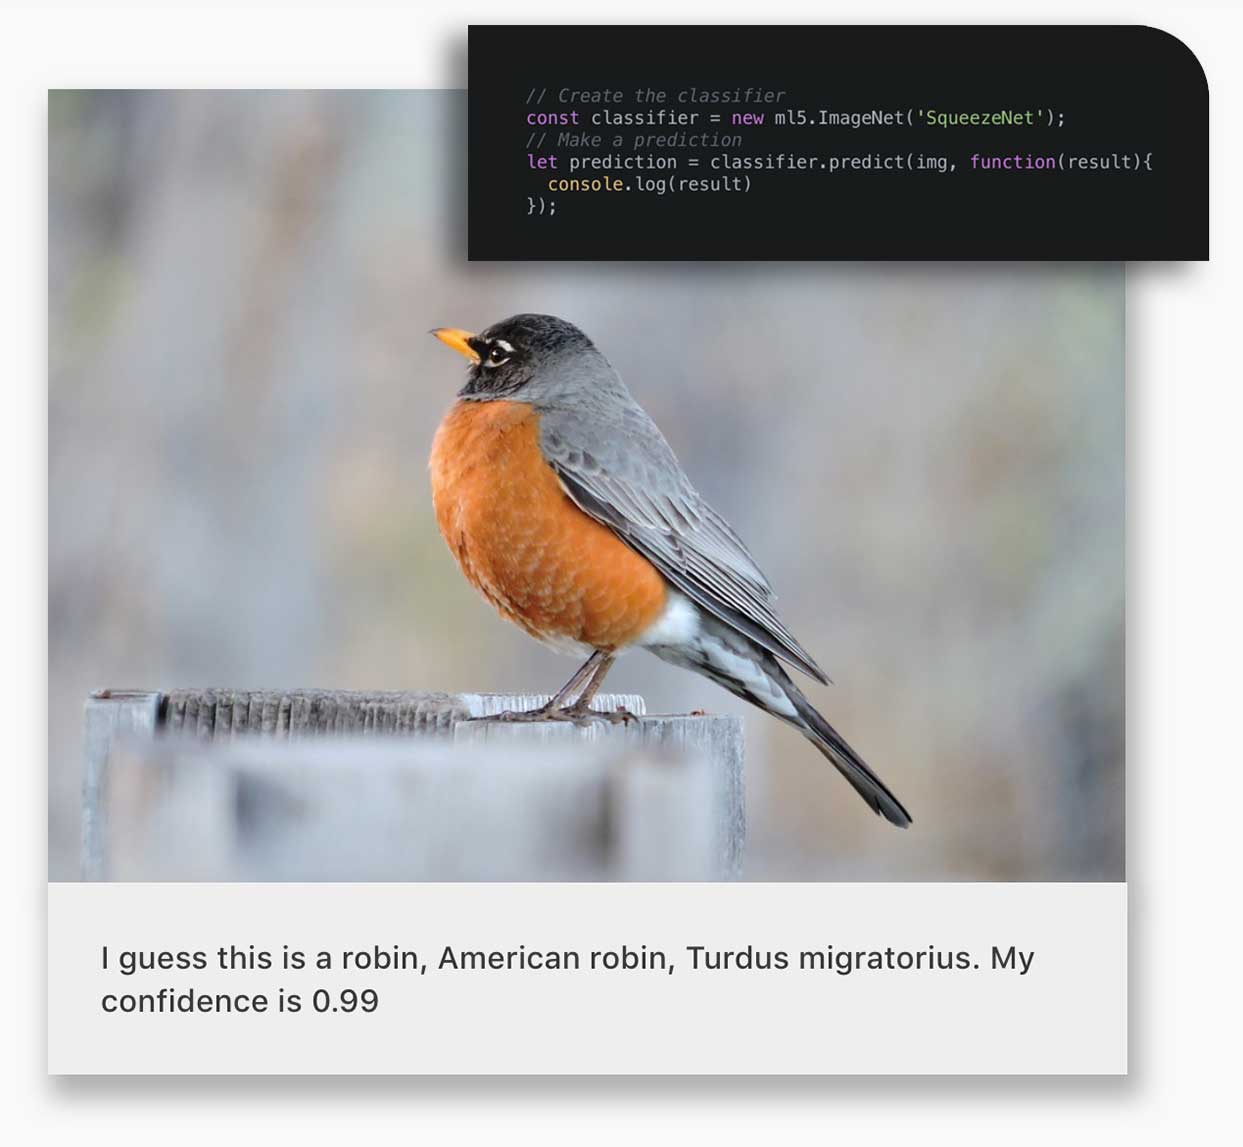 // Create the classifier
const classifier = new ml5.ImageNet('SqueezeNet');
// Make a prediction
let prediction = classifier.predict(img, function(result){
  console.log(result)
});
I guess this is a robin, American robin, Turdus migratorius. My
confidence is 0.99